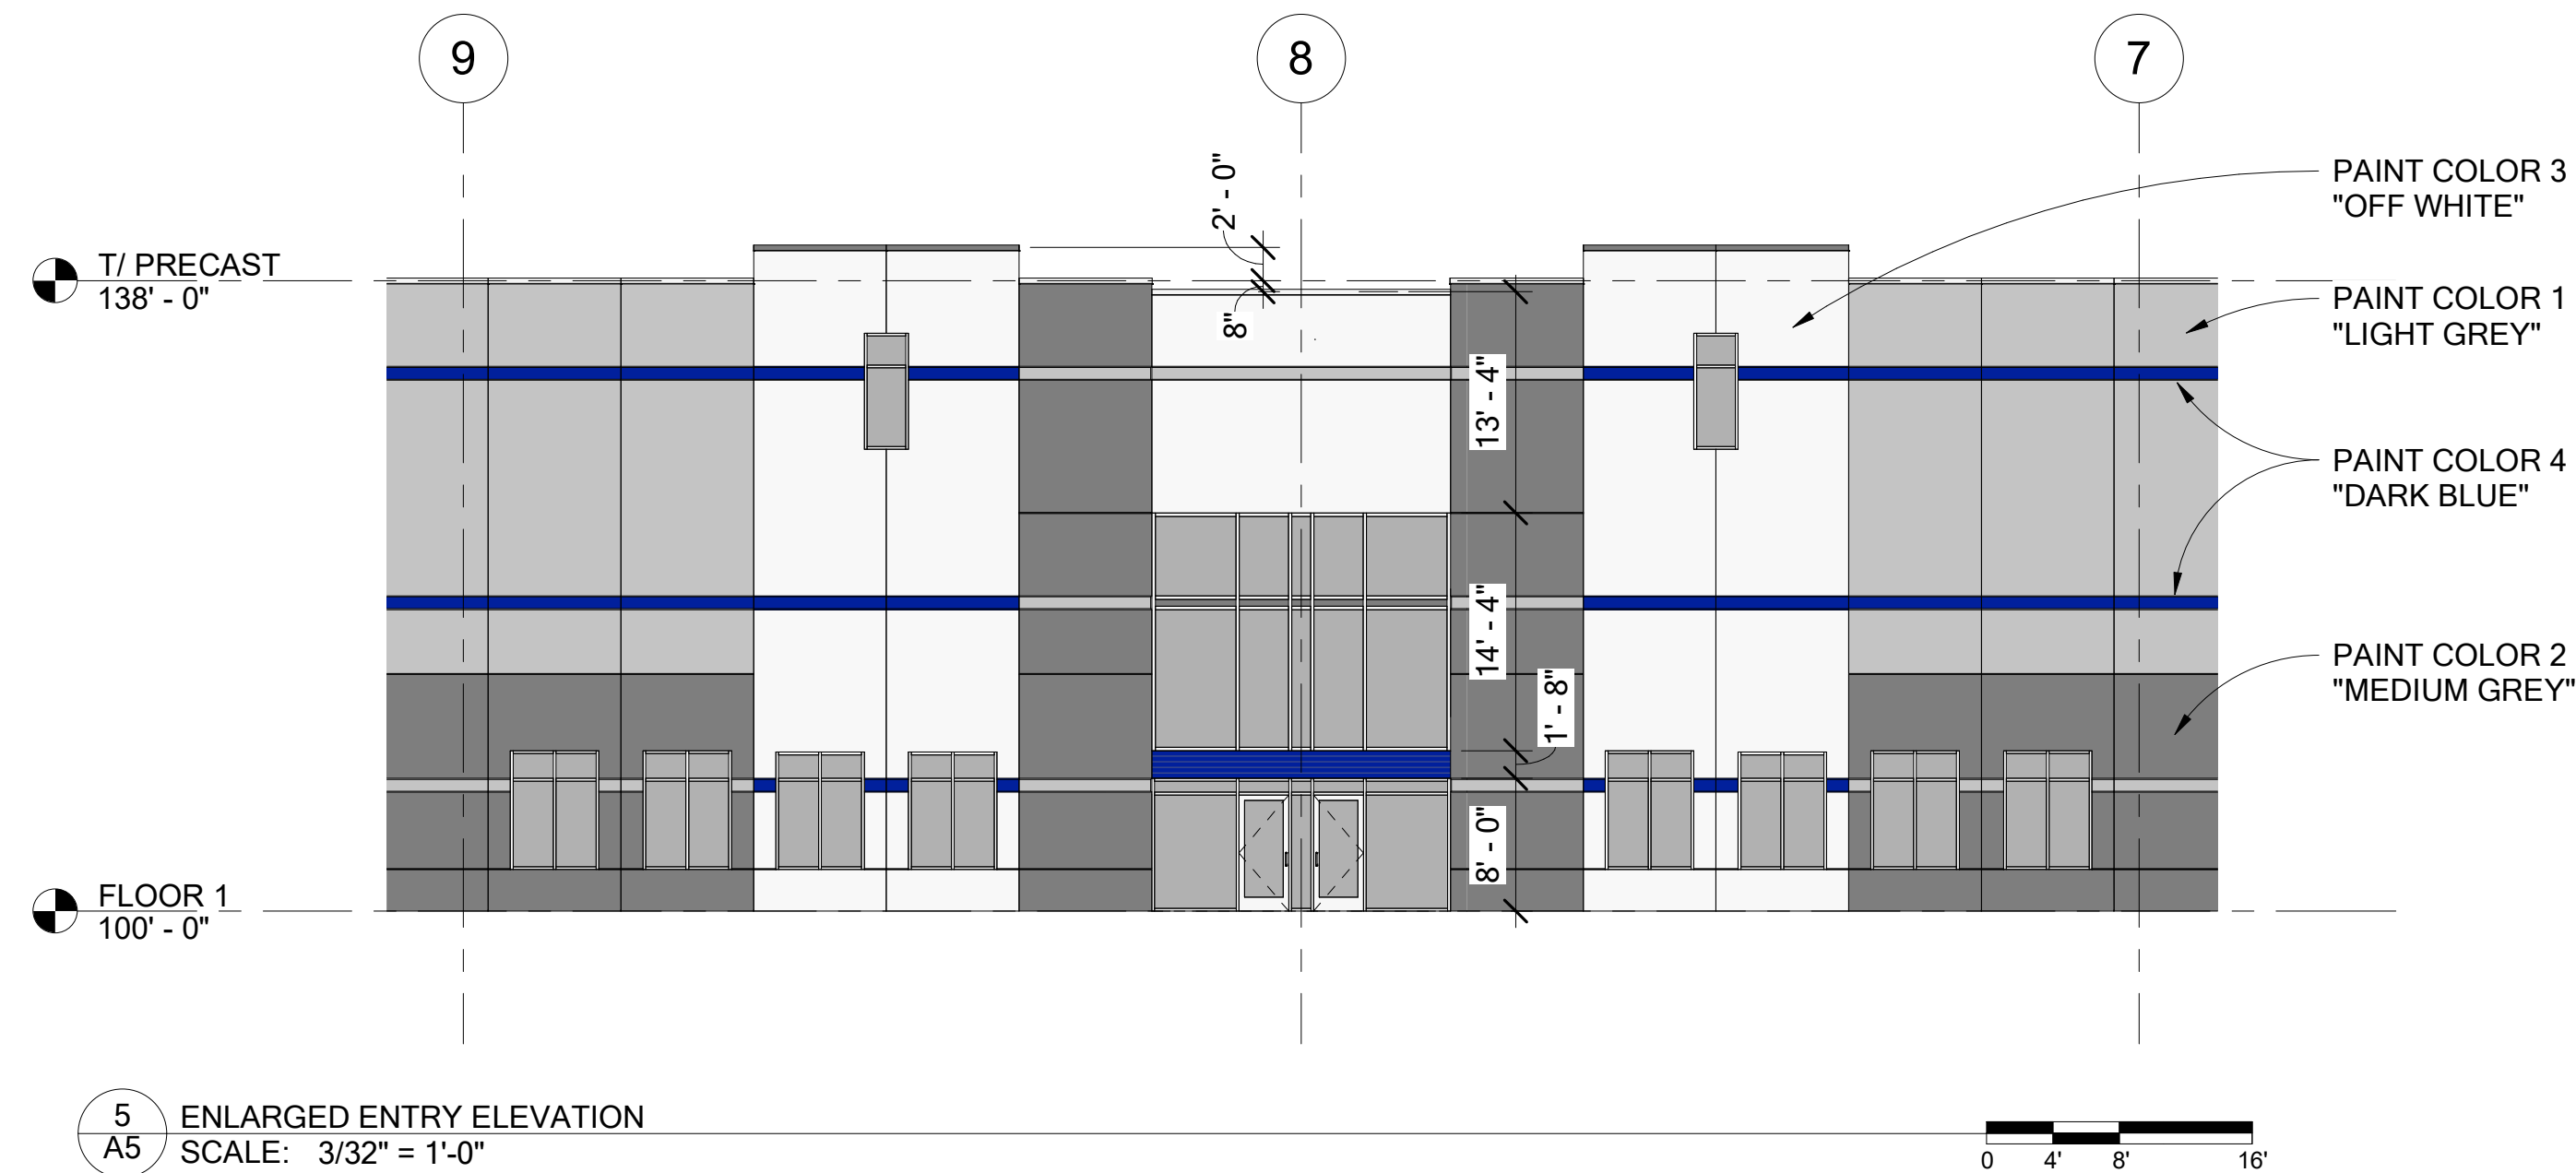 9
8
7
2' - 0"
PAINT COLOR 3
"OFF WHITE"
T/ PRECAST
138' - 0"
8"
PAINT COLOR 1
"LIGHT GREY"
13' - 4"
PAINT COLOR 4
"DARK BLUE"
14' - 4"
1' - 8"
PAINT COLOR 2
"MEDIUM GREY"
8' - 0"
FLOOR 1
100' - 0"
5
A5
ENLARGED ENTRY ELEVATION
SCALE: 3/32" = 1'-0"
0 4' 8' 16'